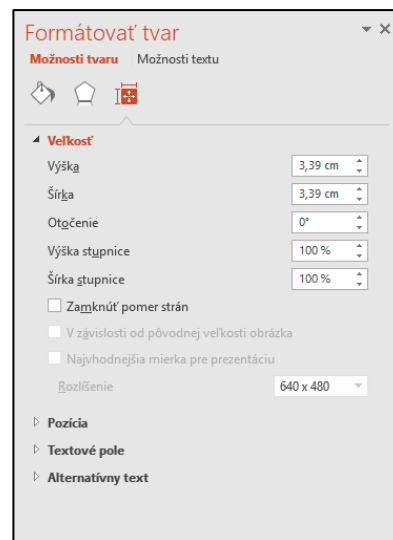 Formátovať tvar
Možnosti tvaru Možnosti textu
Veľkosť
Výška 3,39 cm
Šírka 3,39 cm
Otočenie 0°
Výška stupnice 100 %
Šírka stupnice 100 %
Zamknúť pomer strán
V závislosti od pôvodnej veľkosti obrázka
Najvhodnejšia mierka pre prezentáciu
Rozlíšenie 640 x 480
Pozícia
Textové pole
Alternatívny text